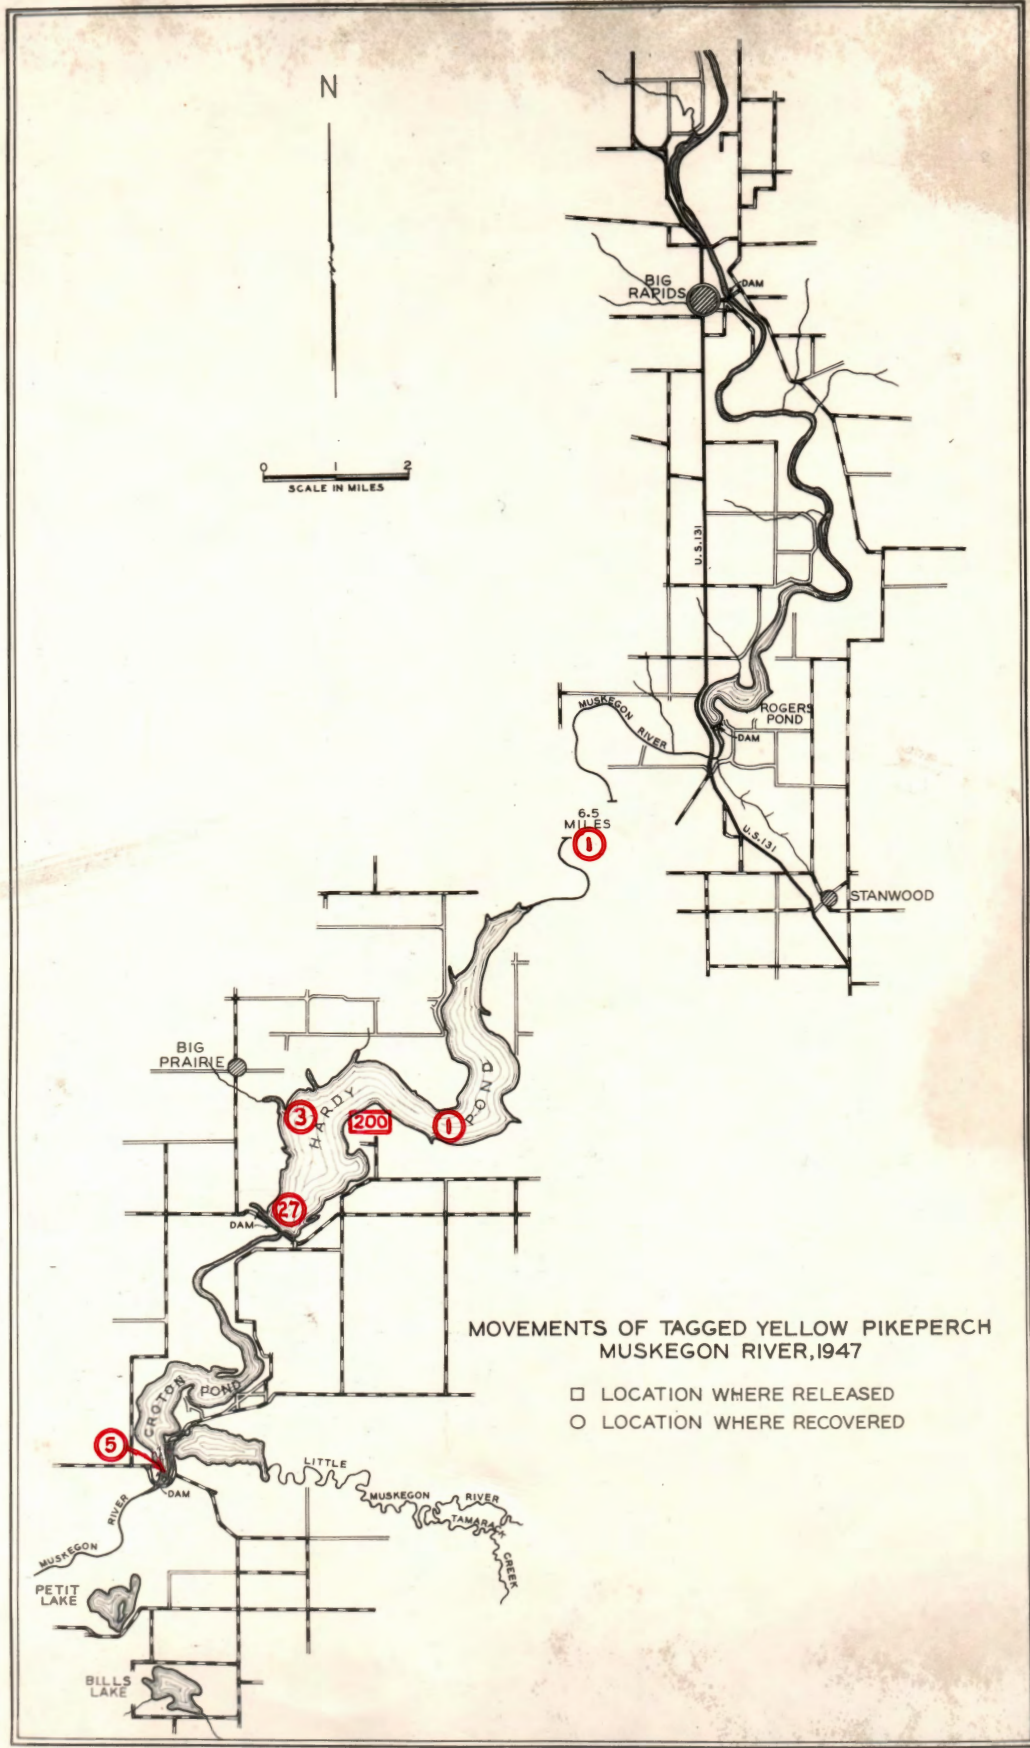 N
BIG
RAPIDS
DAM
0 1 2
SCALE IN MILES
U.S.131
MUSKEGON RIVER
ROGERS
POND
DAM
6.5
MILES
1
U.S.131
STANWOOD
BIG
PRAIRIE
HARDY POND
3
200
1
27
DAM
MOVEMENTS OF TAGGED YELLOW PIKEPERCH
MUSKEGON RIVER, 1947
□ LOCATION WHERE RELEASED
○ LOCATION WHERE RECOVERED
CROTON POND
5
DAM
LITTLE MUSKEGON RIVER
TAMARACK CREEK
MUSKEGON RIVER
PETIT
LAKE
BILLS
LAKE